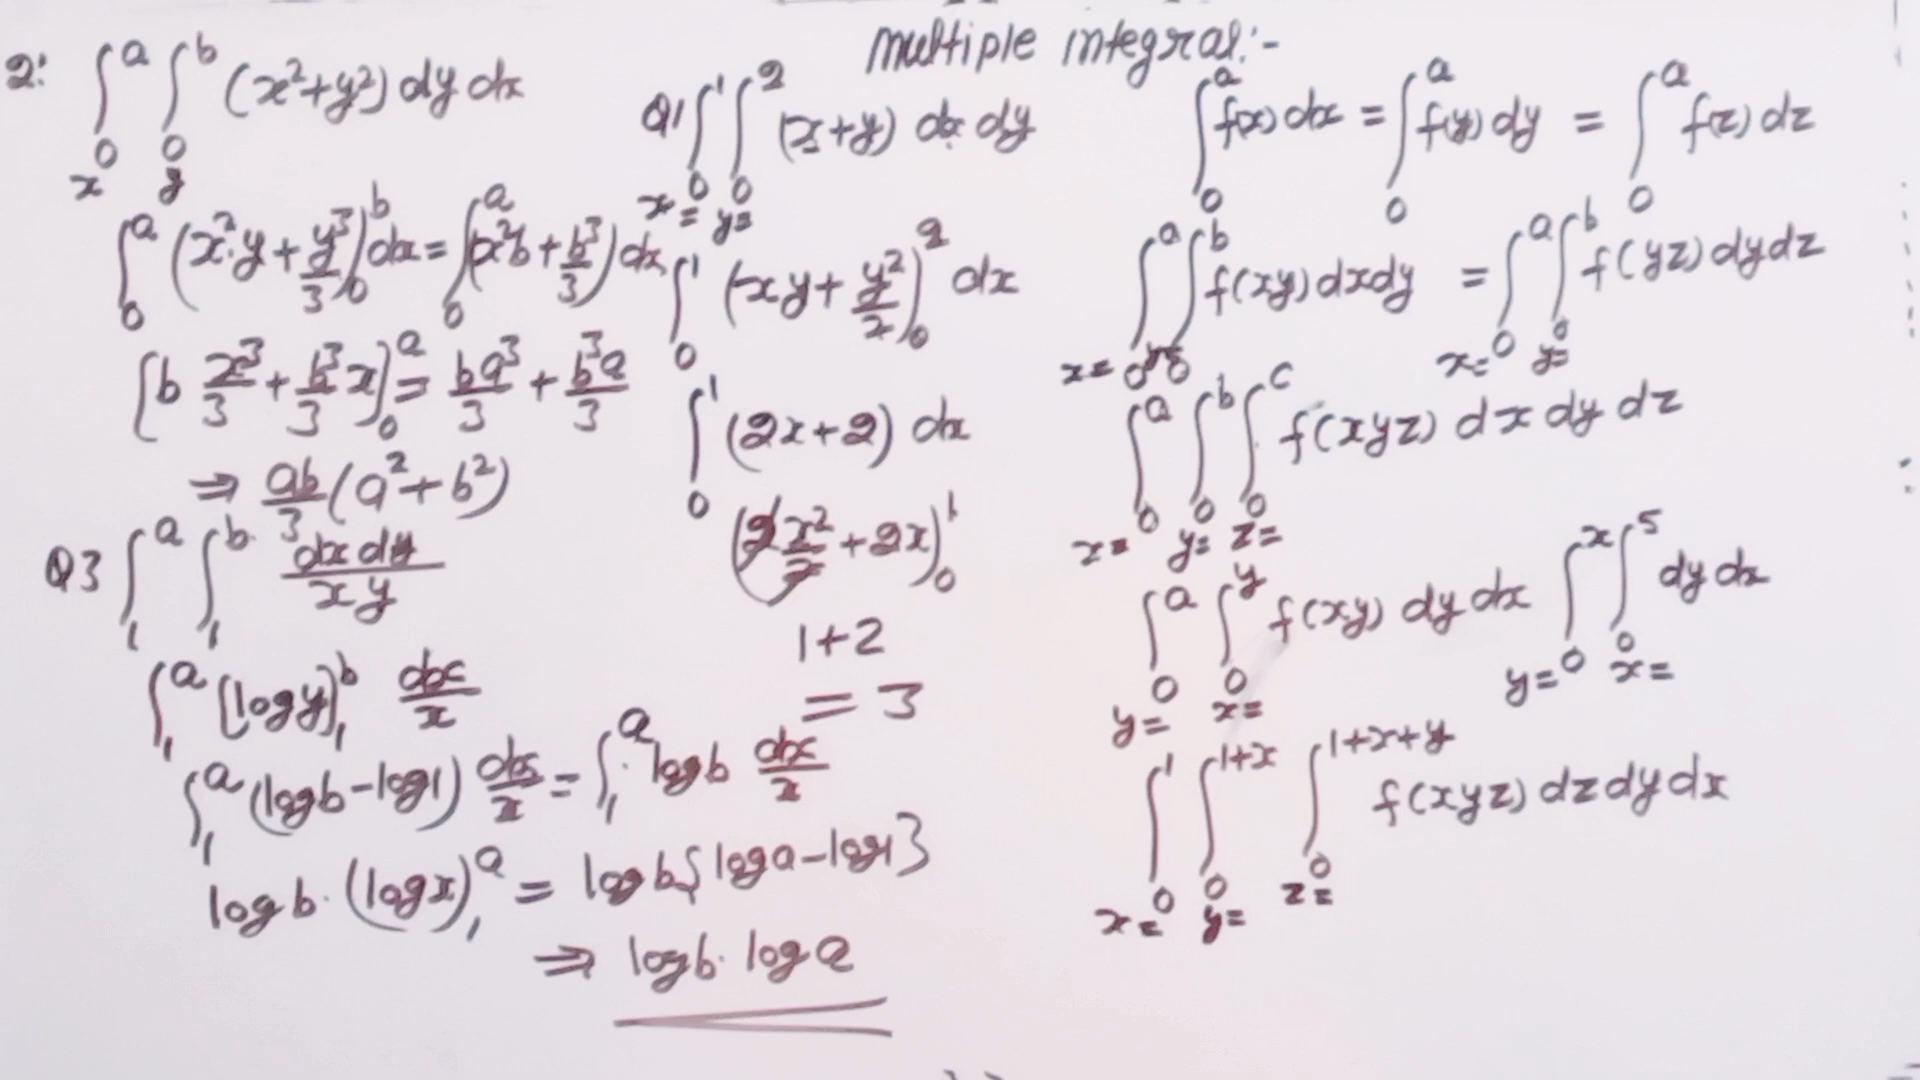 multiple integral:-
2: ∫₀ᵃ ∫₀ᵇ (x²+y²) dy dx
x y
∫₀ᵃ (x²·y + y³/3)₀ᵇ dx = ∫₀ᵃ (x²b + b³/3) dx
[b x³/3 + b³/3 x]₀ᵃ = ba³/3 + b³a/3
⇒ ab/3 (a²+b²)
Q3 ∫₁ᵃ ∫₁ᵇ dx dy / x y
∫₁ᵃ [log y]₁ᵇ dx/x
∫₁ᵃ (log b - log 1) dx/x = ∫₁ᵃ log b dx/x
log b · (log x)₁ᵃ = log b { log a - log 1 }
⇒ log b · log a
Q1 ∫₀¹ ∫₀² (x+y) dx dy
x= y=
∫₀¹ (xy + y²/2)₀² dx
∫₀¹ (2x+2) dx
(2x²/2 + 2x)₀¹
1+2
= 3
∫₀ᵃ f(x) dx = ∫₀ᵃ f(y) dy = ∫₀ᵃ f(z) dz
∫₀ᵃ ∫₀ᵇ f(xy) dx dy = ∫₀ᵃ ∫₀ᵇ f(yz) dy dz
x= y= x= y=
∫₀ᵃ ∫₀ᵇ ∫₀ᶜ f(xyz) dx dy dz
x= y= z=
∫₀ᵃ ∫₀ʸ f(xy) dy dx ∫₀ˣ ∫₀⁵ dy dx
y= x= y= x=
∫₀¹ ∫₀¹⁺ˣ ∫₀¹⁺ˣ⁺ʸ f(xyz) dz dy dx
x= y= z=